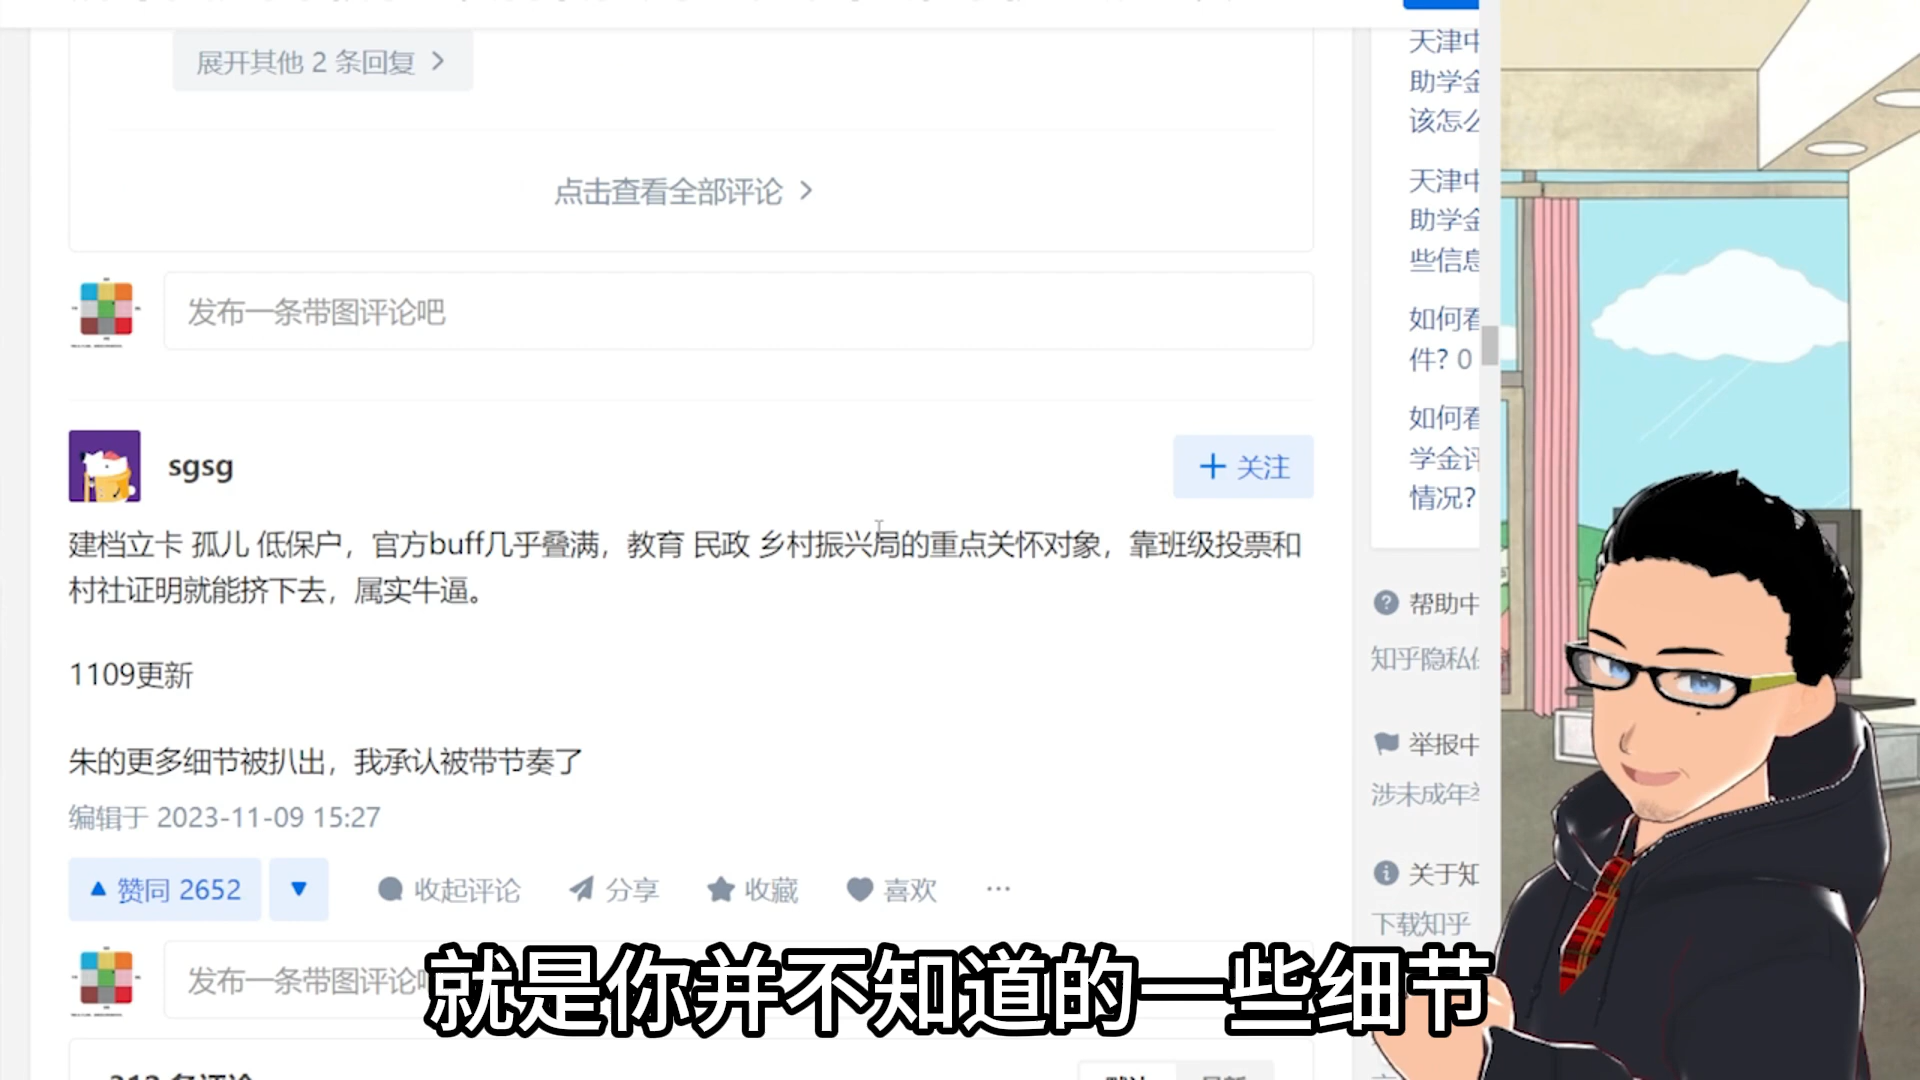 展开其他 2 条回复 >
点击查看全部评论 >
发布一条带图评论吧
sgsg
+ 关注
建档立卡 孤儿 低保户，官方buff几乎叠满，教育 民政 乡村振兴局的重点关怀对象，靠班级投票和
村社证明就能挤下去，属实牛逼。
1109更新
朱的更多细节被扒出，我承认被带节奏了
编辑于 2023-11-09 15:27
赞同 2652
收起评论
分享
收藏
喜欢
···
发布一条带图评论
就是你并不知道的一些细节
天津中
助学金
该怎么
天津中
助学金
些信息
如何看
件? 0
如何看
学金评
情况?
帮助中
知乎隐私
举报中
涉未成年
关于知
下载知乎